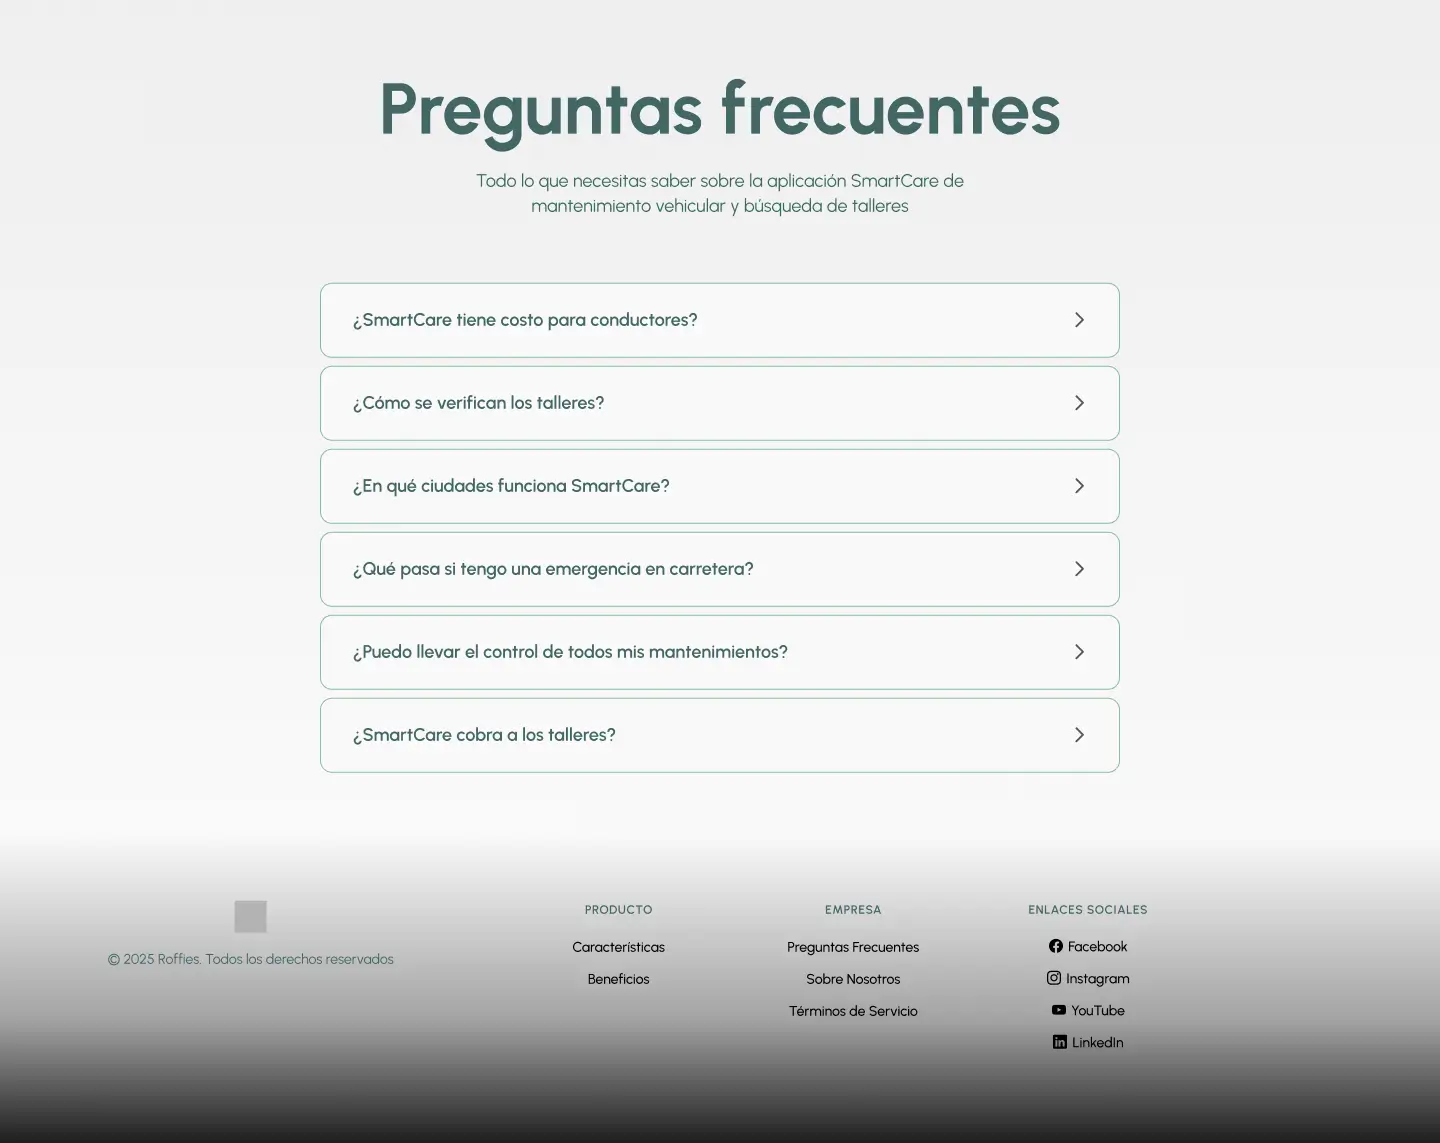 Preguntas frecuentes
Todo lo que necesitas saber sobre la aplicación SmartCare de
mantenimiento vehicular y búsqueda de talleres
¿SmartCare tiene costo para conductores?
¿Cómo se verifican los talleres?
¿En qué ciudades funciona SmartCare?
¿Qué pasa si tengo una emergencia en carretera?
¿Puedo llevar el control de todos mis mantenimientos?
¿SmartCare cobra a los talleres?
© 2025 Roffies. Todos los derechos reservados
PRODUCTO
Características
Beneficios
EMPRESA
Preguntas Frecuentes
Sobre Nosotros
Términos de Servicio
ENLACES SOCIALES
Facebook
Instagram
YouTube
LinkedIn